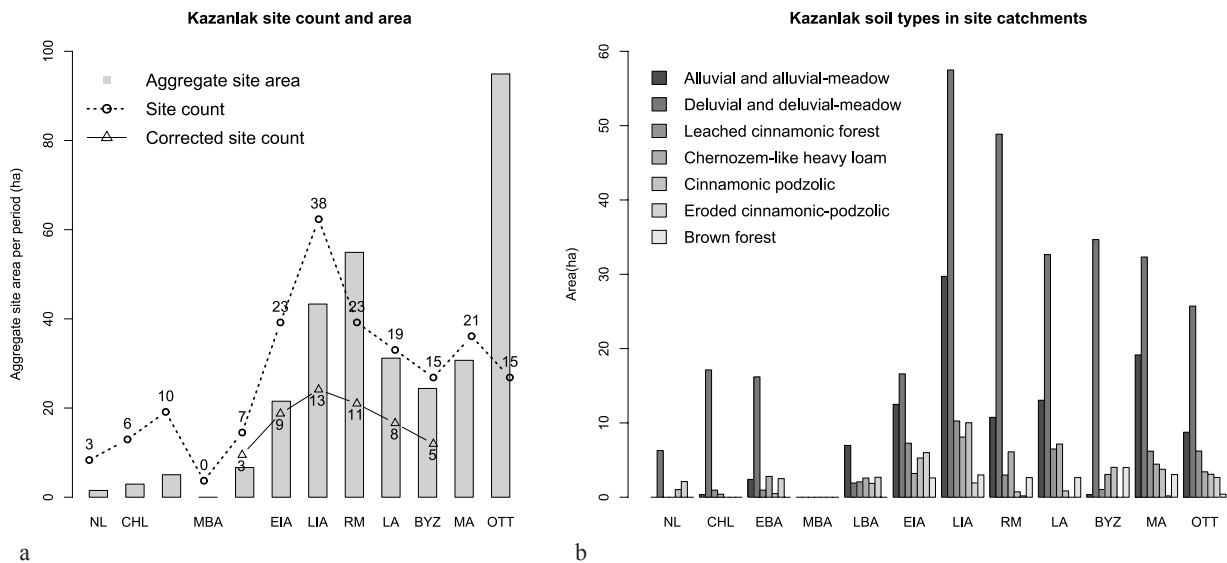 Kazanlak site count and area
Aggregate site area per period (ha)
100
80
60
40
20
0
Aggregate site area
Site count
Corrected site count
3
6
10
0
7
23
38
23
19
15
21
15
3
9
13
11
8
5
NL CHL MBA EIA LIA RM LA BYZ MA OTT
a
Kazanlak soil types in site catchments
Area(ha)
60
50
40
30
20
10
0
Alluvial and alluvial-meadow
Deluvial and deluvial-meadow
Leached cinnamonic forest
Chernozem-like heavy loam
Cinnamonic podzolic
Eroded cinnamonic-podzolic
Brown forest
NL CHL EBA MBA LBA EIA LIA RM LA BYZ MA OTT
b